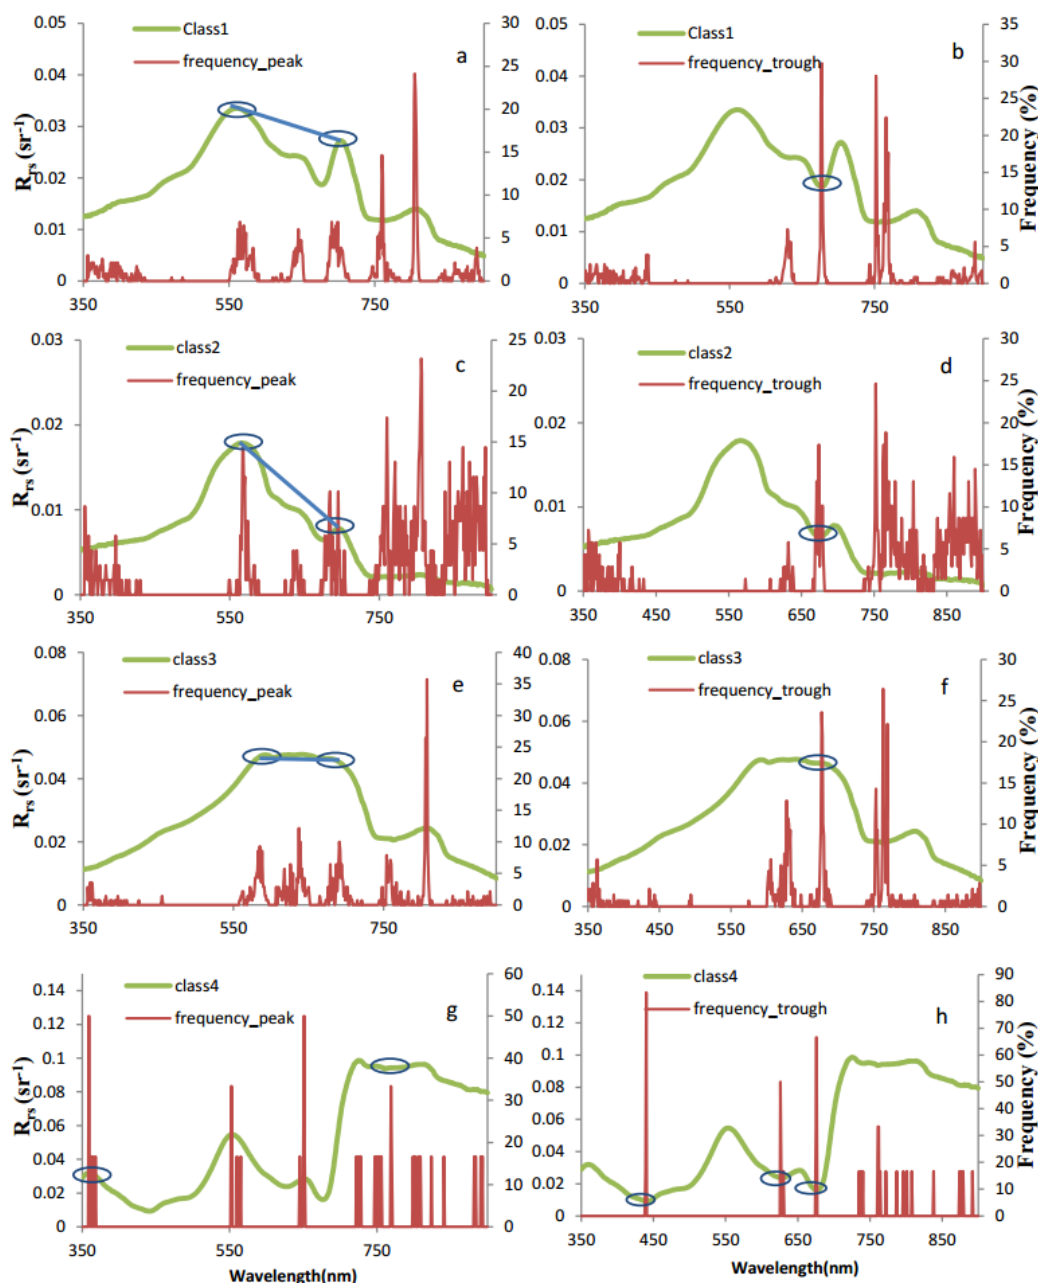 0.05
0.04
0.03
0.02
0.01
0
Rrs (sr-1)
Class1
frequency_peak
a
30
25
20
15
10
5
0
350 550 750
0.05
0.04
0.03
0.02
0.01
0
Class1
frequency_trough
b
35
30
25
20
15
10
5
0
Frequency (%)
350 550 750
0.03
0.02
0.01
0
Rrs (sr-1)
class2
frequency_peak
c
25
20
15
10
5
0
350 550 750
0.03
0.02
0.01
0
class2
frequency_trough
d
30
25
20
15
10
5
0
Frequency (%)
350 450 550 650 750 850
0.08
0.06
0.04
0.02
0
Rrs (sr-1)
class3
frequency_peak
e
40
35
30
25
20
15
10
5
0
350 550 750
0.08
0.06
0.04
0.02
0
class3
frequency_trough
f
30
25
20
15
10
5
0
Frequency (%)
350 450 550 650 750 850
0.14
0.12
0.1
0.08
0.06
0.04
0.02
0
Rrs (sr-1)
class4
frequency_peak
g
60
50
40
30
20
10
0
350 550 750
Wavelength(nm)
0.14
0.12
0.1
0.08
0.06
0.04
0.02
0
class4
frequency_trough
h
90
80
70
60
50
40
30
20
10
0
Frequency (%)
350 450 550 650 750 850
Wavelength(nm)